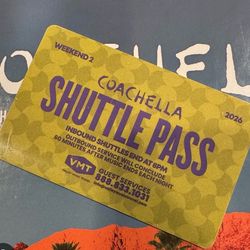 WEEKEND 2
2026
COACHELLA
SHUTTLE PASS
INBOUND SHUTTLES END AT 8PM
OUTBOUND SERVICE WILL CONCLUDE
60 MINUTES AFTER MUSIC ENDS EACH NIGHT
VMT
GUEST SERVICES
888.833.1031